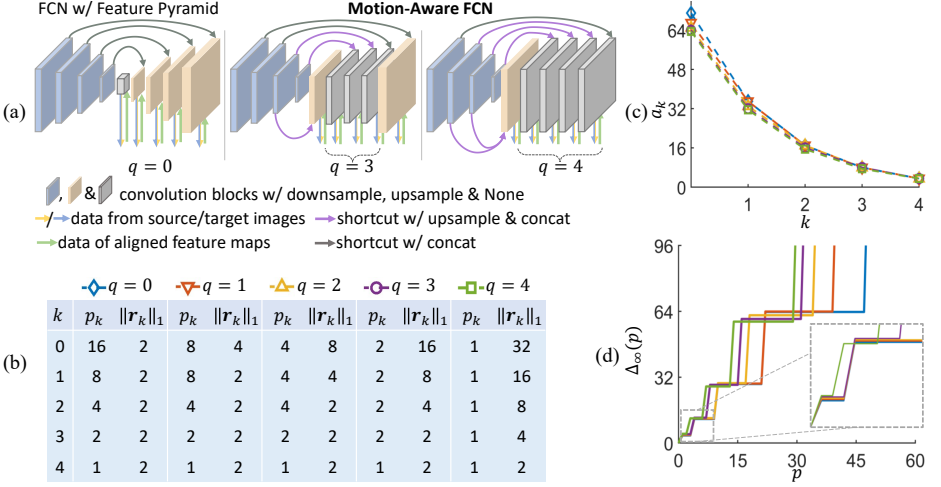 FCN w/ Feature Pyramid
Motion-Aware FCN
(a)
q = 0
q = 3
q = 4
, & convolution blocks w/ downsample, upsample & None
/ data from source/target images
shortcut w/ upsample & concat
data of aligned feature maps
shortcut w/ concat
(b)
q = 0 q = 1 q = 2 q = 3 q = 4
k p_k ‖r_k‖₁ p_k ‖r_k‖₁ p_k ‖r_k‖₁ p_k ‖r_k‖₁ p_k ‖r_k‖₁
0 16 2 8 4 4 8 2 16 1 32
1 8 2 8 2 4 4 2 8 1 16
2 4 2 4 2 4 2 2 4 1 8
3 2 2 2 2 2 2 2 2 1 4
4 1 2 1 2 1 2 1 2 1 2
(c)
a_k
64
48
32
16
0
1 2 3 4
k
(d)
Δ∞(p)
96
64
32
0
0 15 30 45 60
p